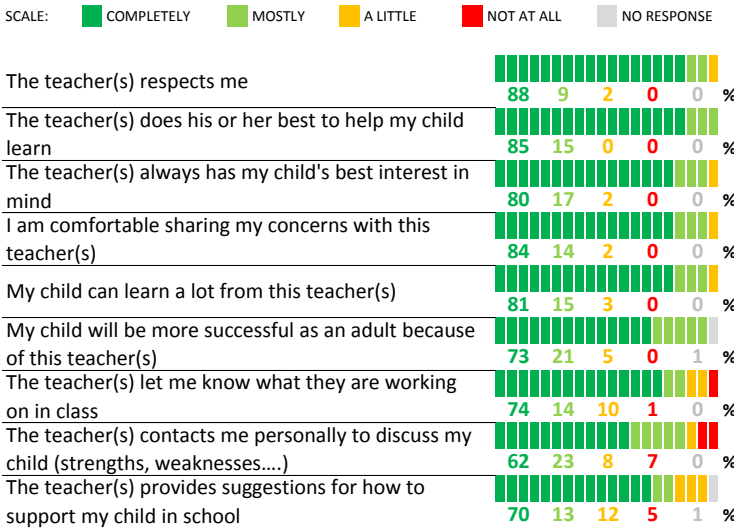 SCALE: COMPLETELY MOSTLY A LITTLE NOT AT ALL NO RESPONSE
The teacher(s) respects me
88 9 2 0 0 %
The teacher(s) does his or her best to help my child
learn
85 15 0 0 0 %
The teacher(s) always has my child's best interest in
mind
80 17 2 0 0 %
I am comfortable sharing my concerns with this
teacher(s)
84 14 2 0 0 %
My child can learn a lot from this teacher(s)
81 15 3 0 0 %
My child will be more successful as an adult because
of this teacher(s)
73 21 5 0 1 %
The teacher(s) let me know what they are working
on in class
74 14 10 1 0 %
The teacher(s) contacts me personally to discuss my
child (strengths, weaknesses....)
62 23 8 7 0 %
The teacher(s) provides suggestions for how to
support my child in school
70 13 12 5 1 %